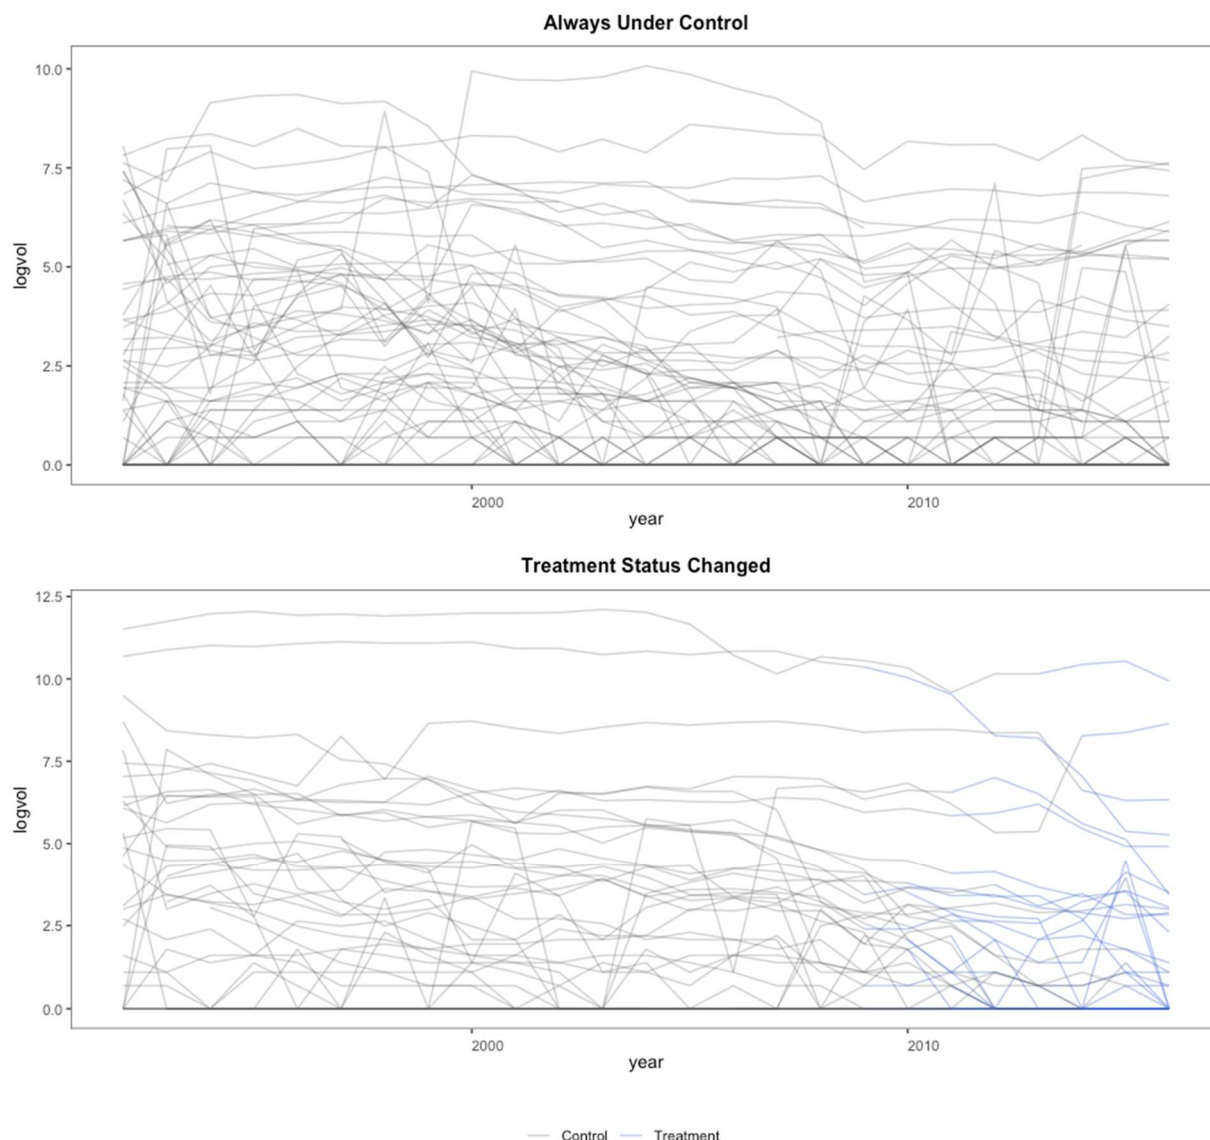 Always Under Control
10.0
7.5
5.0
2.5
0.0
logvol
2000
2010
year
Treatment Status Changed
12.5
10.0
7.5
5.0
2.5
0.0
logvol
2000
2010
year
Control
Treatment